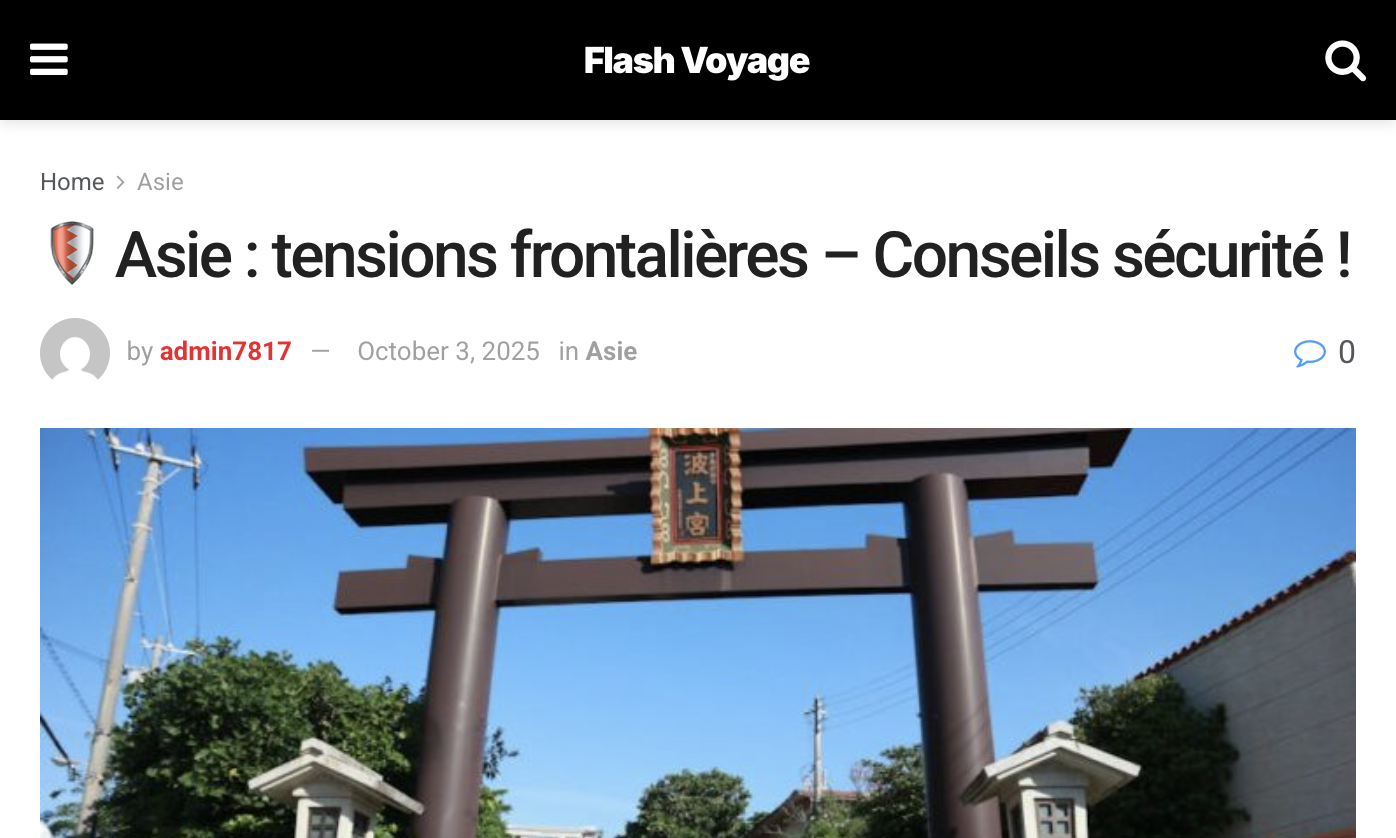 Flash Voyage
Home > Asie
🛡️ Asie : tensions frontalières – Conseils sécurité !
by admin7817 — October 3, 2025 in Asie
0
波上宮